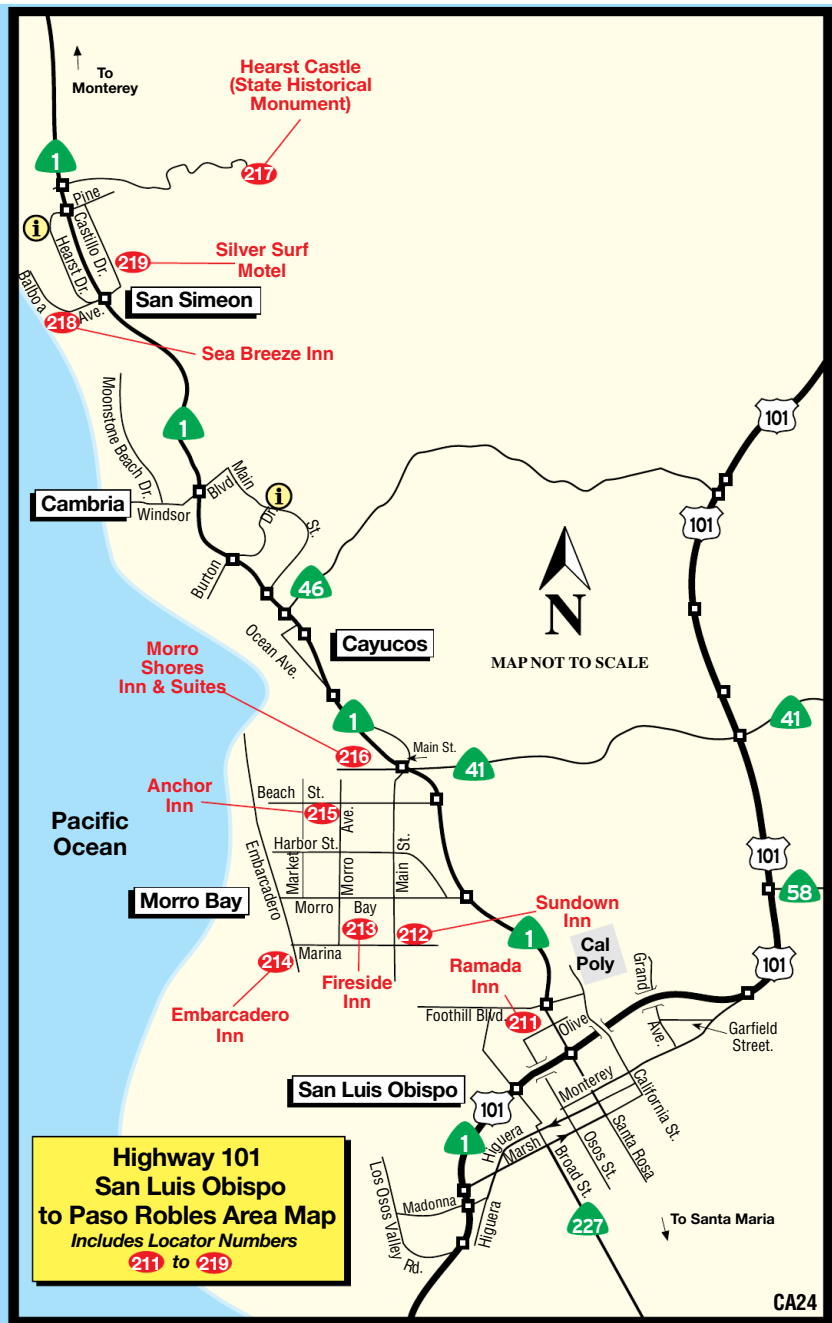 To
Monterey
Hearst Castle
(State Historical
Monument)
1
217
Pine
i
Castillo Dr.
Hearst Dr.
219
Silver Surf
Motel
San Simeon
Balboa
Ave.
218
Sea Breeze Inn
101
Moonstone Beach Dr.
1
Main
Blvd
i
Cambria
Windsor
Dr.
St.
101
Burton
46
N
MAP NOT TO SCALE
Ocean Ave.
Cayucos
Morro
Shores
Inn & Suites
1
41
216
Main St.
41
Anchor
Inn
Beach St.
215
Ave.
Pacific
Ocean
Embarcadero
Harbor St.
Market
Morro
Main St.
101
58
Morro Bay
Morro Bay
Sundown
Inn
213
212
1
Cal
Poly
101
Marina
214
Fireside
Inn
Ramada
Inn
Grand
Embarcadero
Inn
Foothill Blvd.
211
Olive
Ave.
Garfield
Street.
San Luis Obispo
Monterey
California St.
101
Higuera
Marsh
Santa Rosa
Osos St.
Broad St.
1
Los Osos Valley
Rd.
Madonna
Higuera
227
To Santa Maria
Highway 101
San Luis Obispo
to Paso Robles Area Map
Includes Locator Numbers
211 to 219
CA24